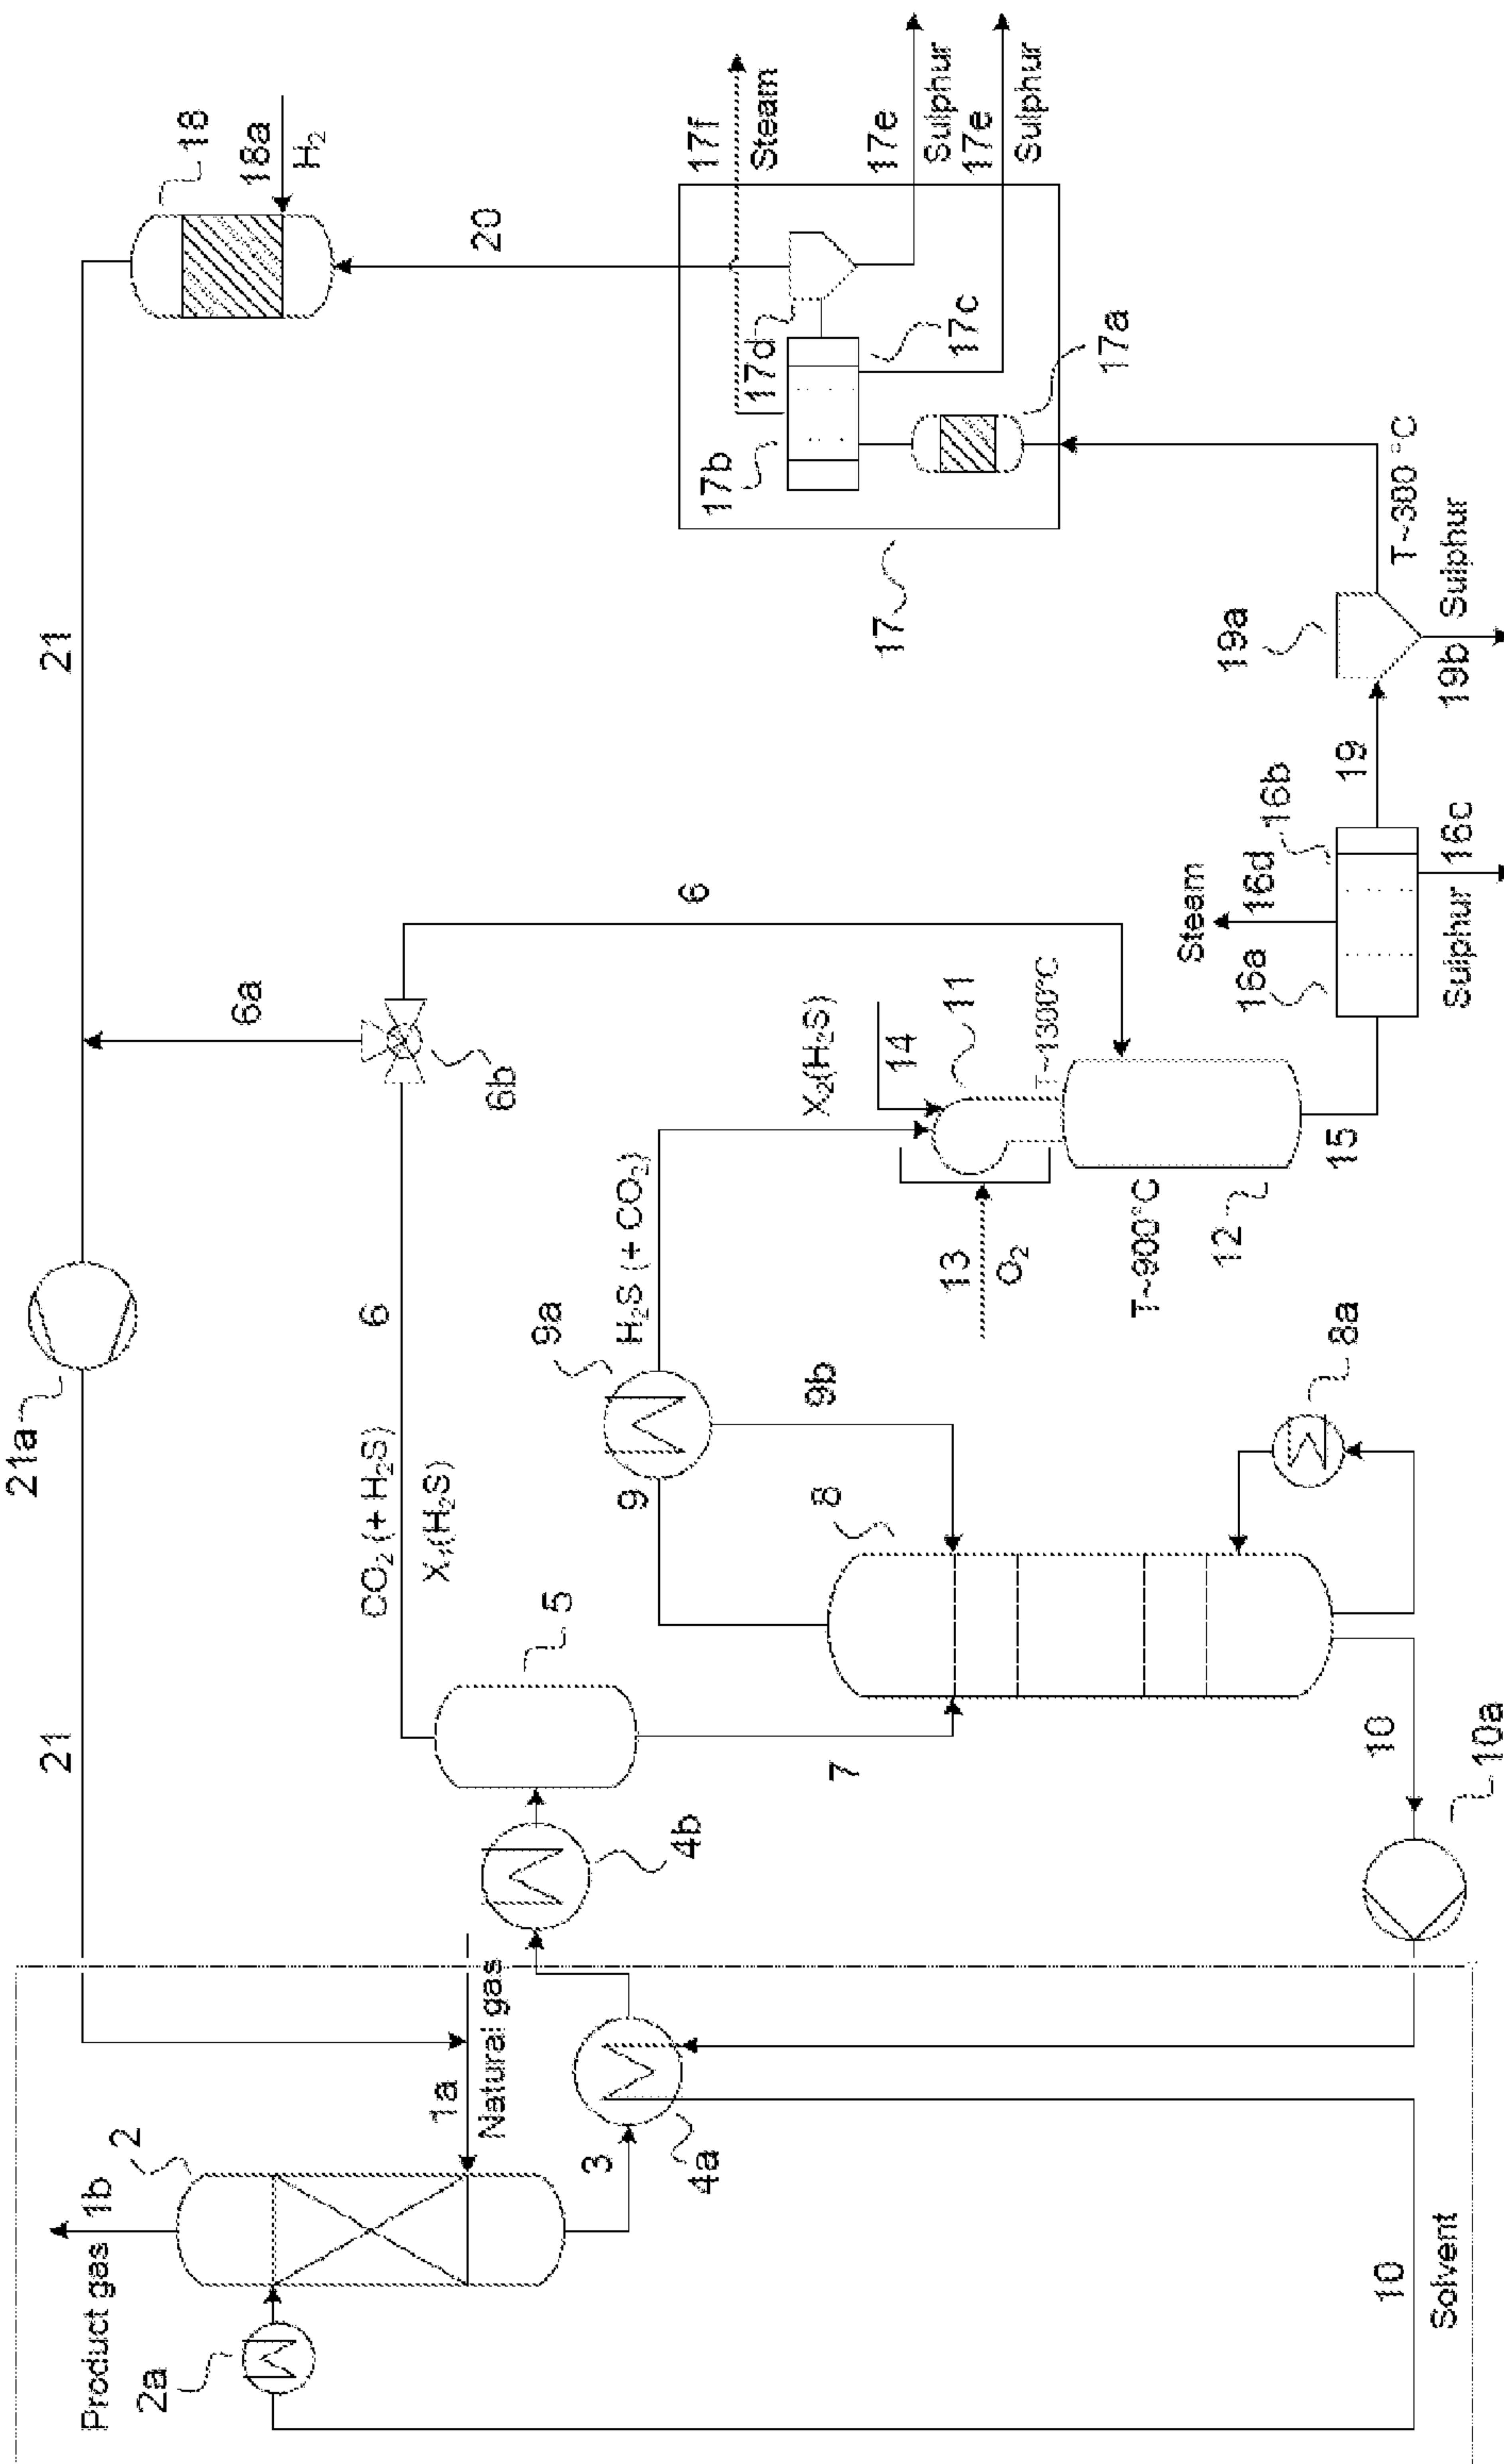 Product gas 1b
2
2a
1a
Natural gas
3
4a
4b
5
7
21
21a
21
CO₂ (+ H₂S)
X₁(H₂S)
6
6a
6b
6
8
8a
9
9a
9b
H₂S (+ CO₂)
10
10a
10
Solvent
13
O₂
X₂(H₂S)
14
11
T~1300°C
T~900°C
12
15
16a
16b
16d
Steam
16c
Sulphur
19
19a
19b
Sulphur
17
17a
17b
17c
17d
17e
Sulphur
17e
Sulphur
17f
Steam
20
18
18a
H₂